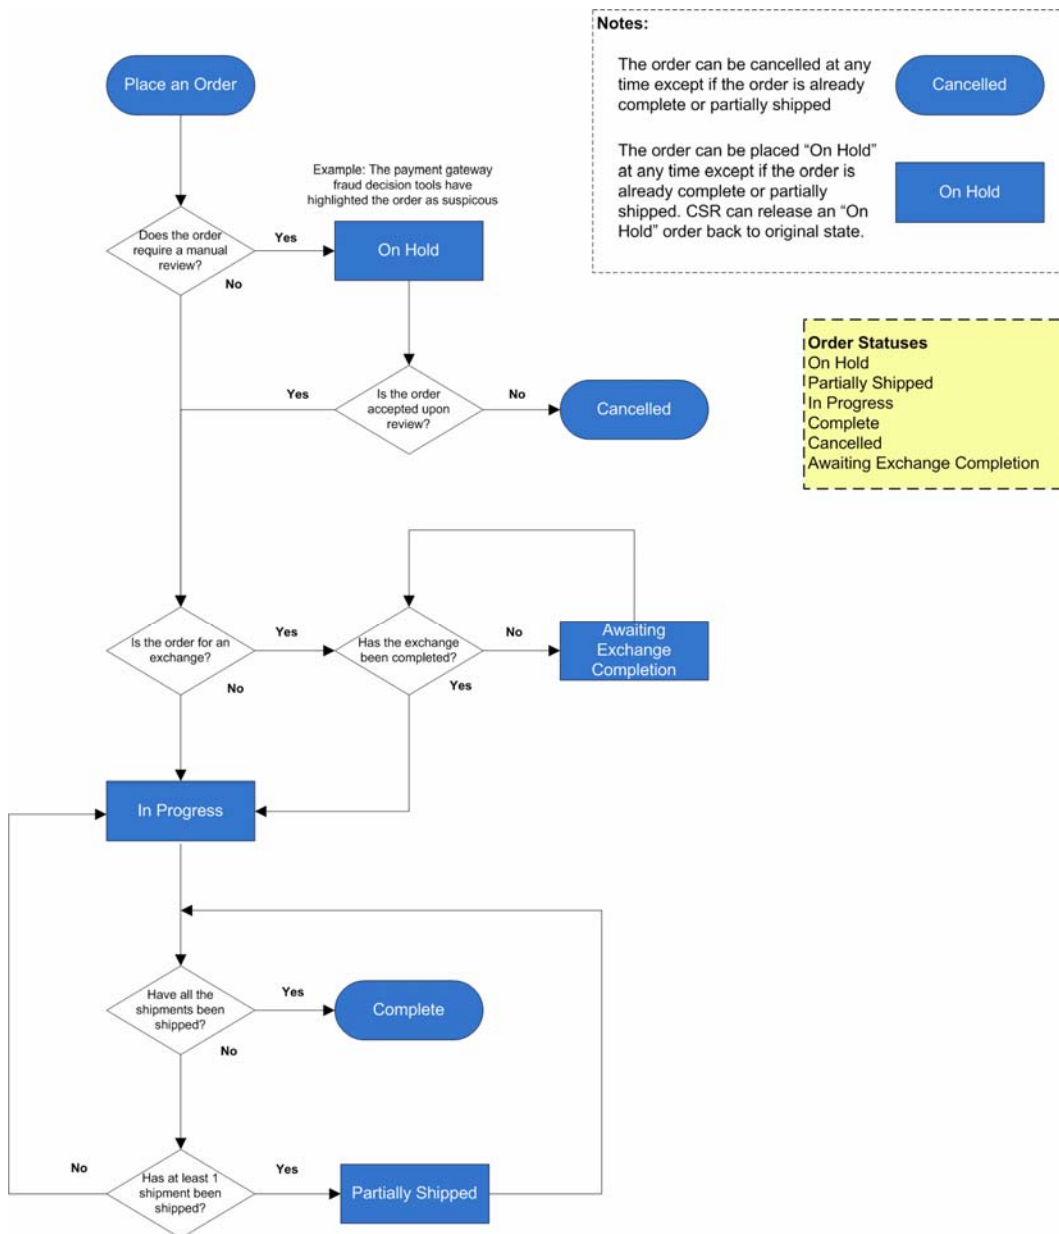 Notes:
The order can be cancelled at any
time except if the order is already
complete or partially shipped
Cancelled
The order can be placed “On Hold”
at any time except if the order is
already complete or partially
shipped. CSR can release an “On
Hold” order back to original state.
On Hold
Place an Order
Example: The payment gateway
fraud decision tools have
highlighted the order as suspicous
Does the order
require a manual
review?
Yes
No
On Hold
Order Statuses
On Hold
Partially Shipped
In Progress
Complete
Cancelled
Awaiting Exchange Completion
Is the order
accepted upon
review?
Yes
No
Cancelled
Is the order for an
exchange?
Yes
No
Has the exchange
been completed?
No
Yes
Awaiting
Exchange
Completion
In Progress
Have all the
shipments been
shipped?
Yes
No
Complete
Has at least 1
shipment been
shipped?
No
Yes
Partially Shipped